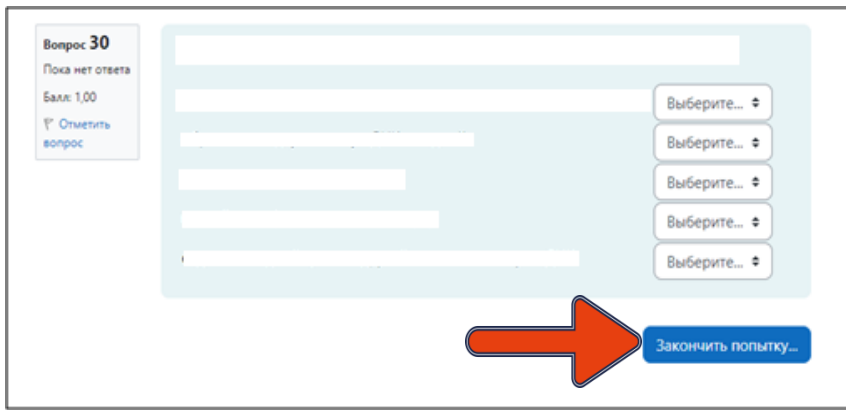 Вопрос 30
Пока нет ответа
Балл: 1,00
Отметить
вопрос
Выберите...
Выберите...
Выберите...
Выберите...
Выберите...
Закончить попытку...